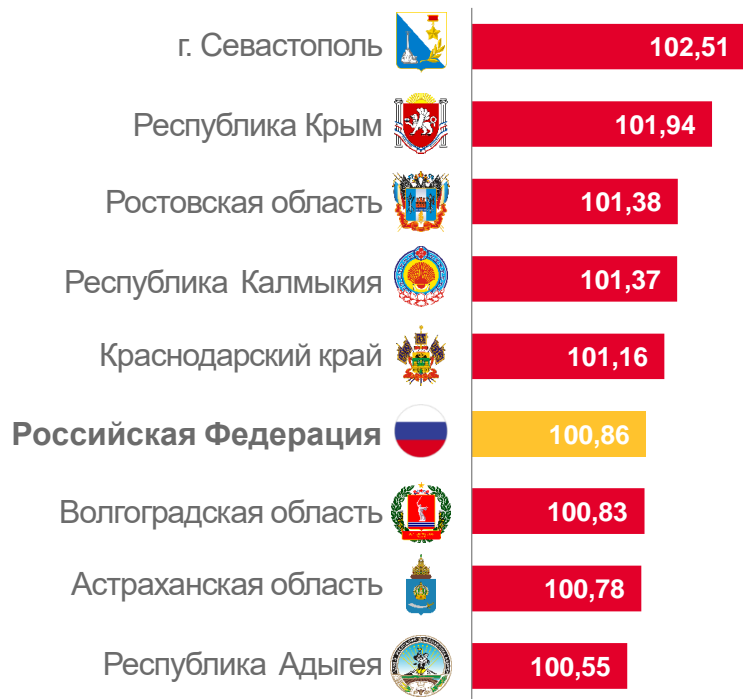 г. Севастополь 102,51
Республика Крым 101,94
Ростовская область 101,38
Республика Калмыкия 101,37
Краснодарский край 101,16
Российская Федерация 100,86
Волгоградская область 100,83
Астраханская область 100,78
Республика Адыгея 100,55